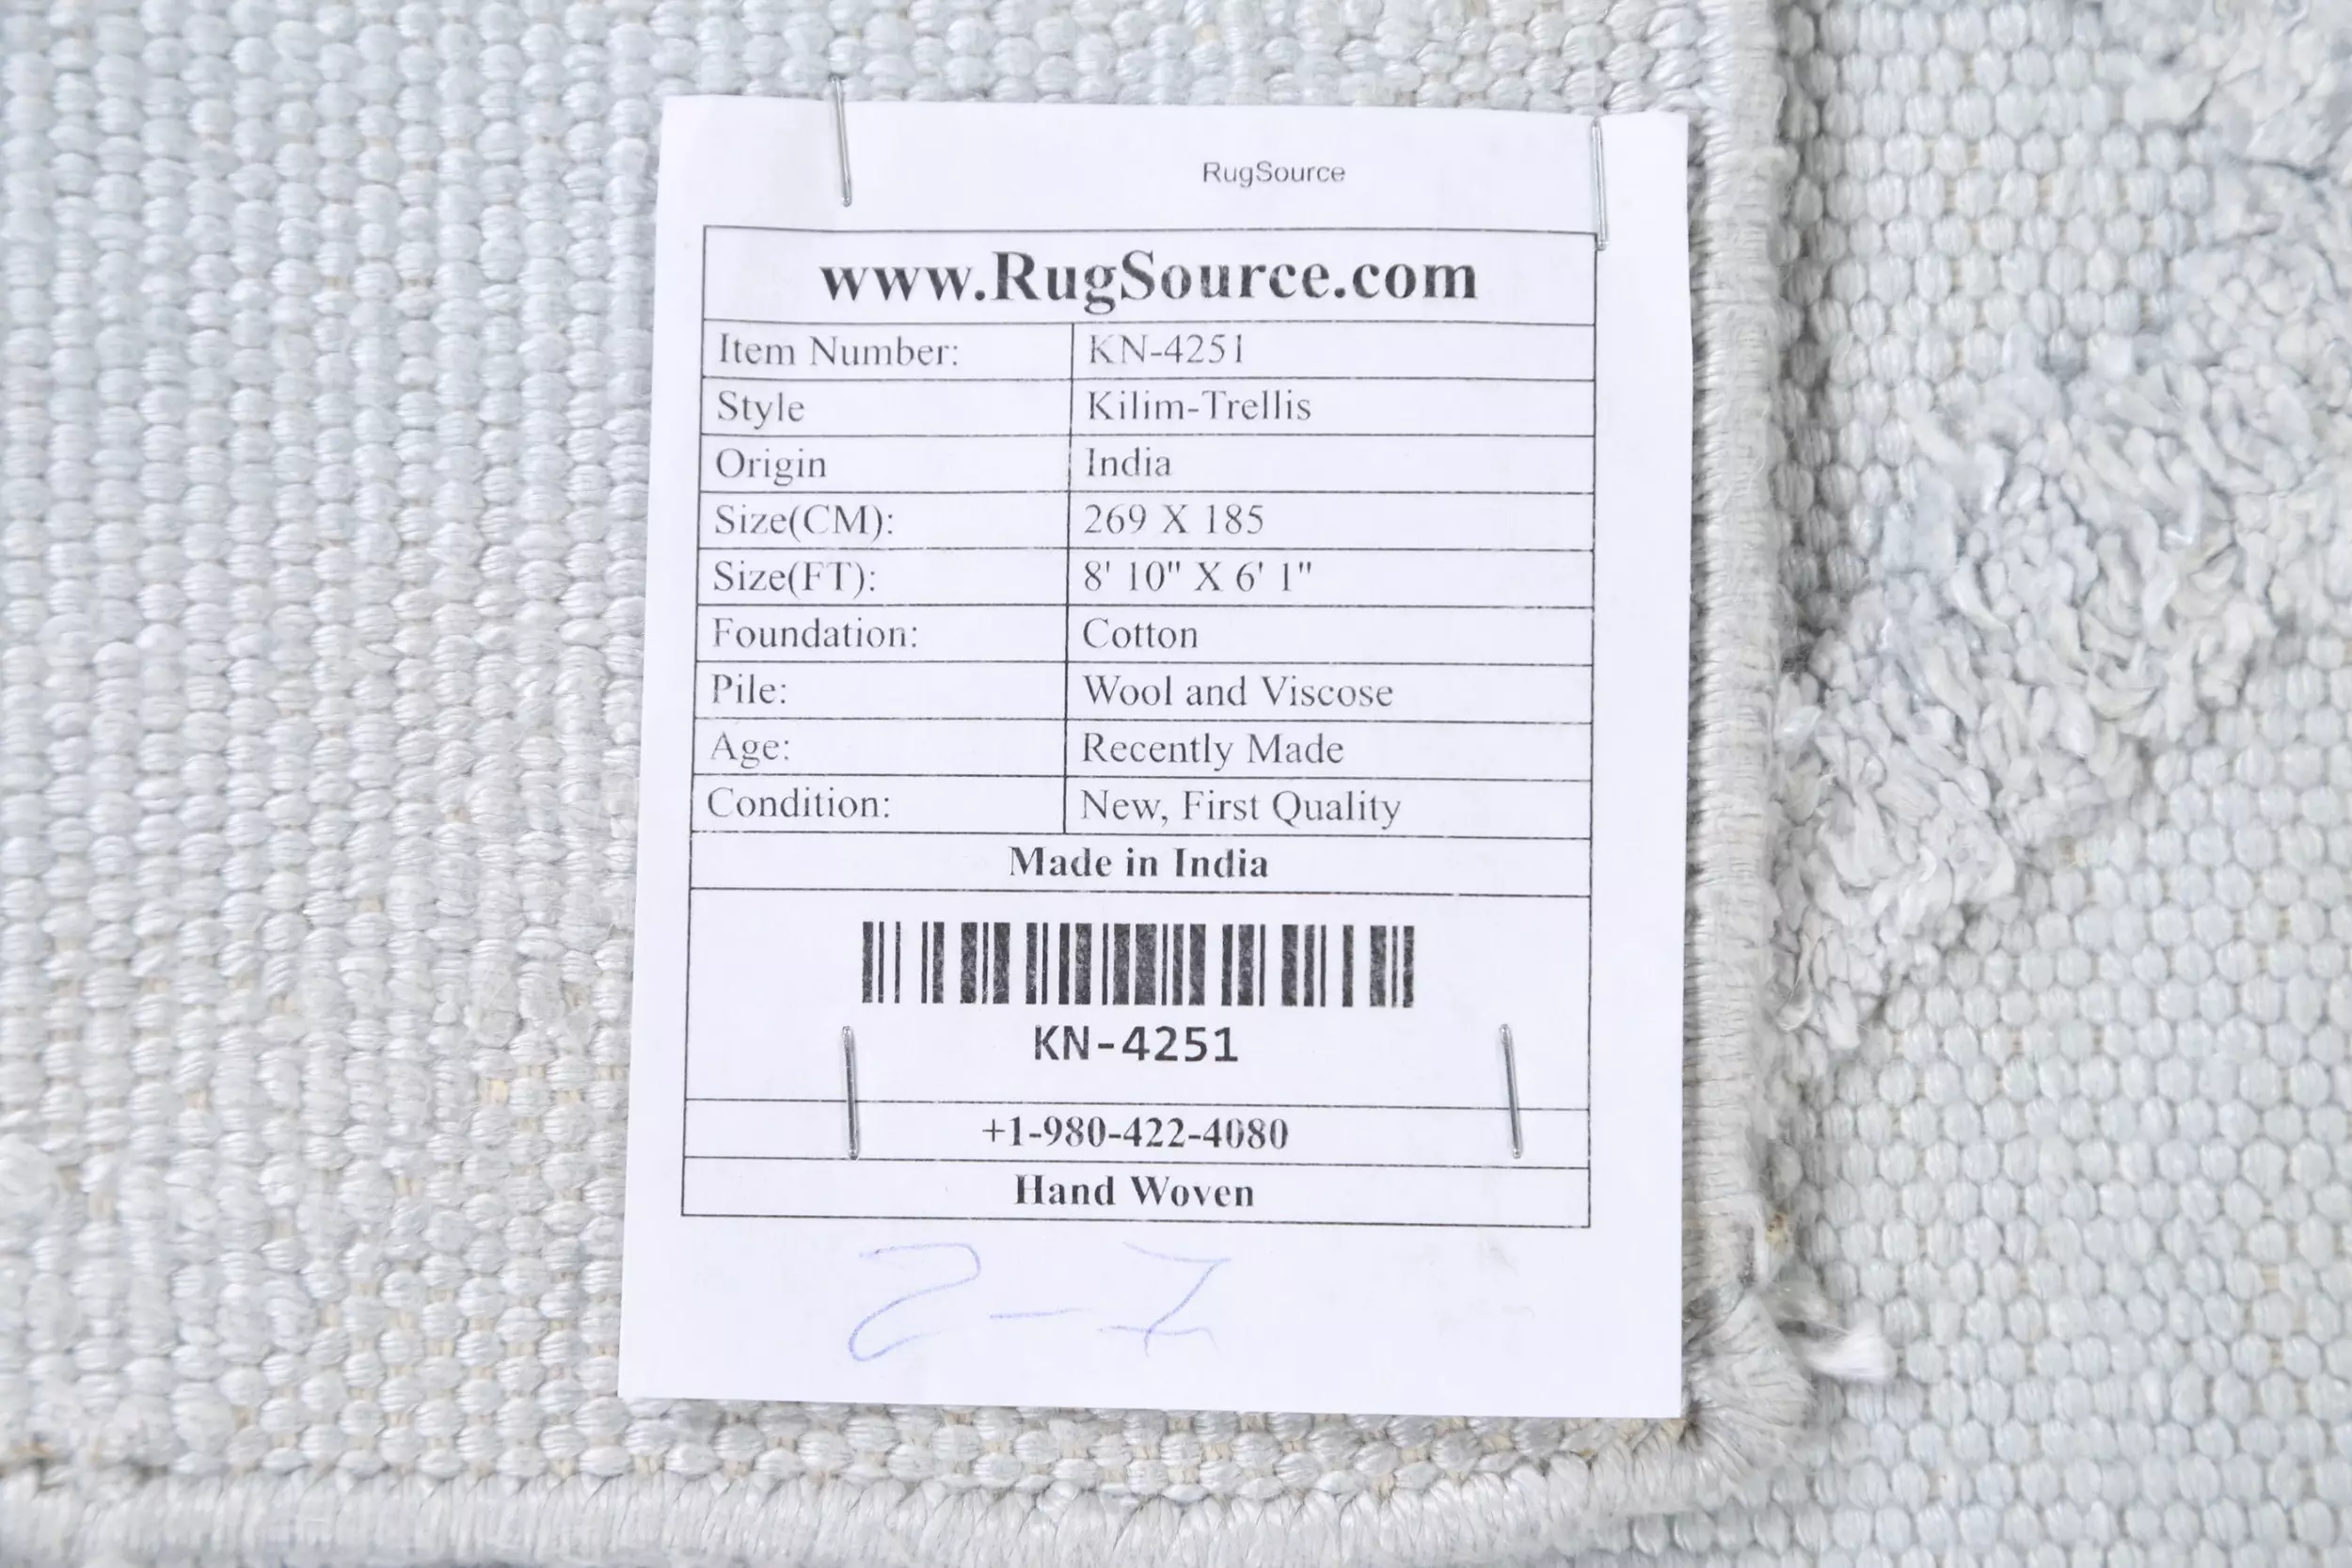 RugSource
www.RugSource.com
Item Number: KN-4251
Style Kilim-Trellis
Origin India
Size(CM): 269 X 185
Size(FT): 8' 10" X 6' 1"
Foundation: Cotton
Pile: Wool and Viscose
Age: Recently Made
Condition: New, First Quality
Made in India
KN-4251
+1-980-422-4080
Hand Woven